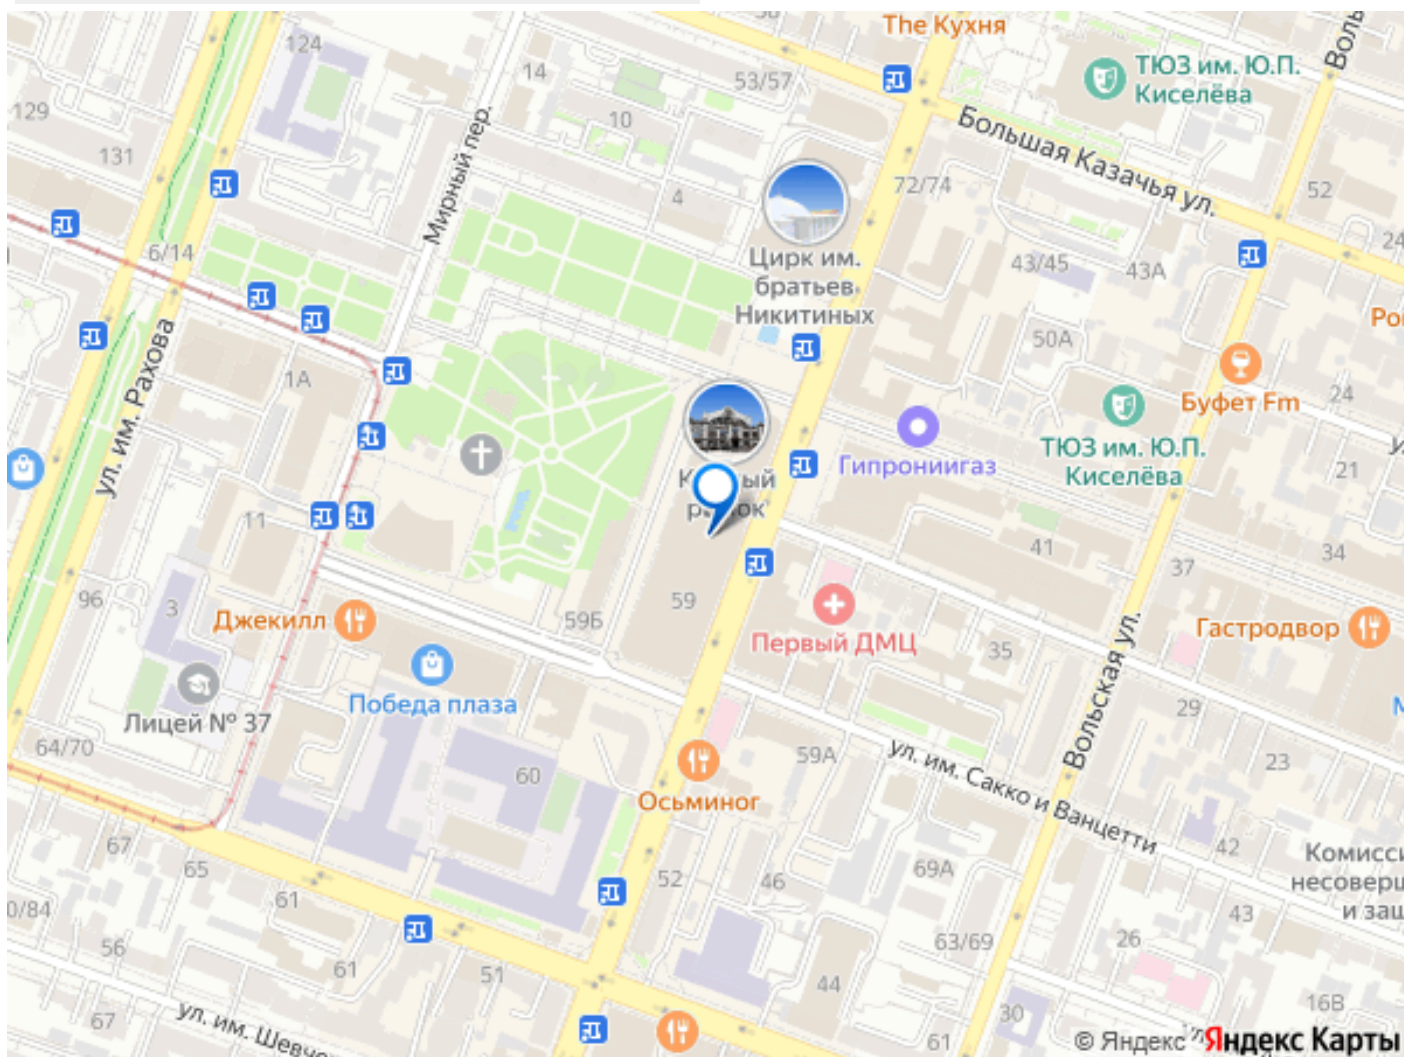 The Кухня
56
124
14
53/57
ТЮЗ им. Ю.П.
Киселёва
129
10
131
Мирный пер.
Большая Казачья ул.
4
72/74
52
6/14
24
Цирк им.
братьев
Никитиных
43/45
43А
50А
ул. им. Рахова
1А
24
Буфет Fm
Гипрониигаз
ТЮЗ им. Ю.П.
Киселёва
21
11
41
34
37
96
3
59
59Б
Джекилл
Первый ДМЦ
35
Гастродвор
Победа плаза
Лицей № 37
29
Вольская ул.
64/70
60
59А
ул. им. Сакко и Ванцетти
23
Осьминог
67
65
52
46
69А
42
61
43
56
61
51
63/69
26
44
67
ул. им.
30
16В
61
© Яндекс
Яндекс Карты